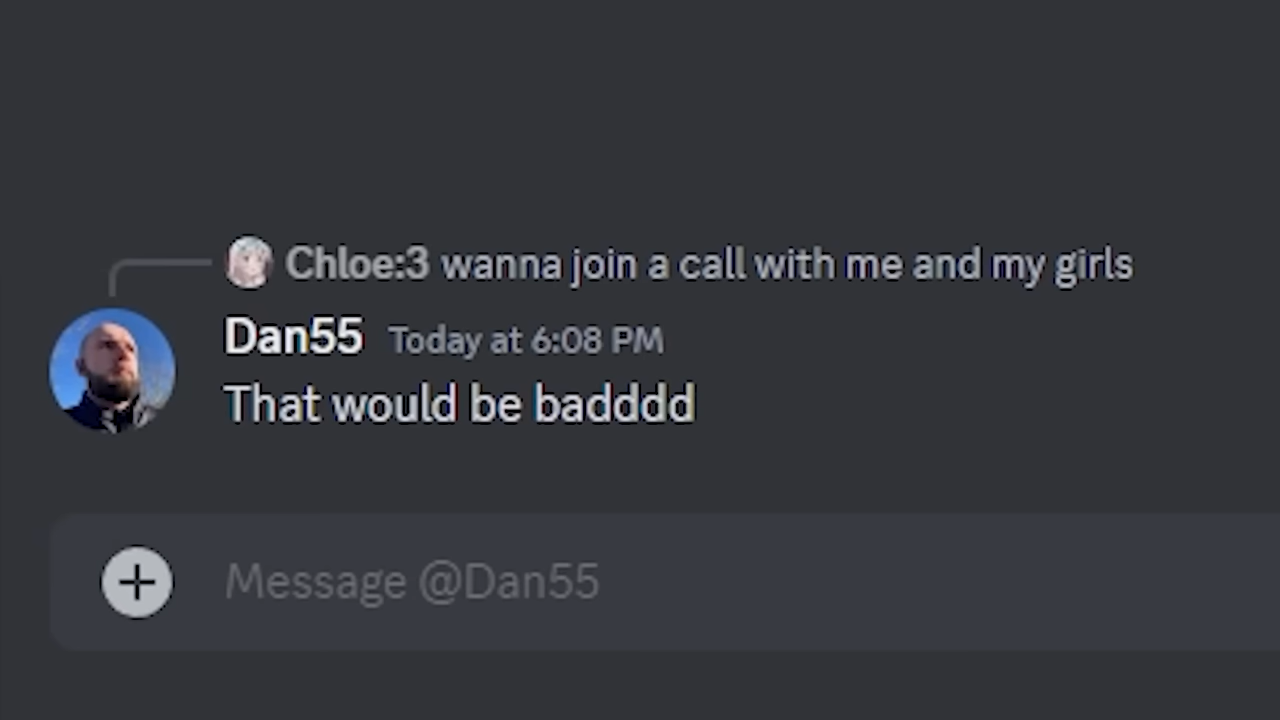 Chloe:3 wanna join a call with me and my girls
Dan55 Today at 6:08 PM
That would be badddd
Message @Dan55